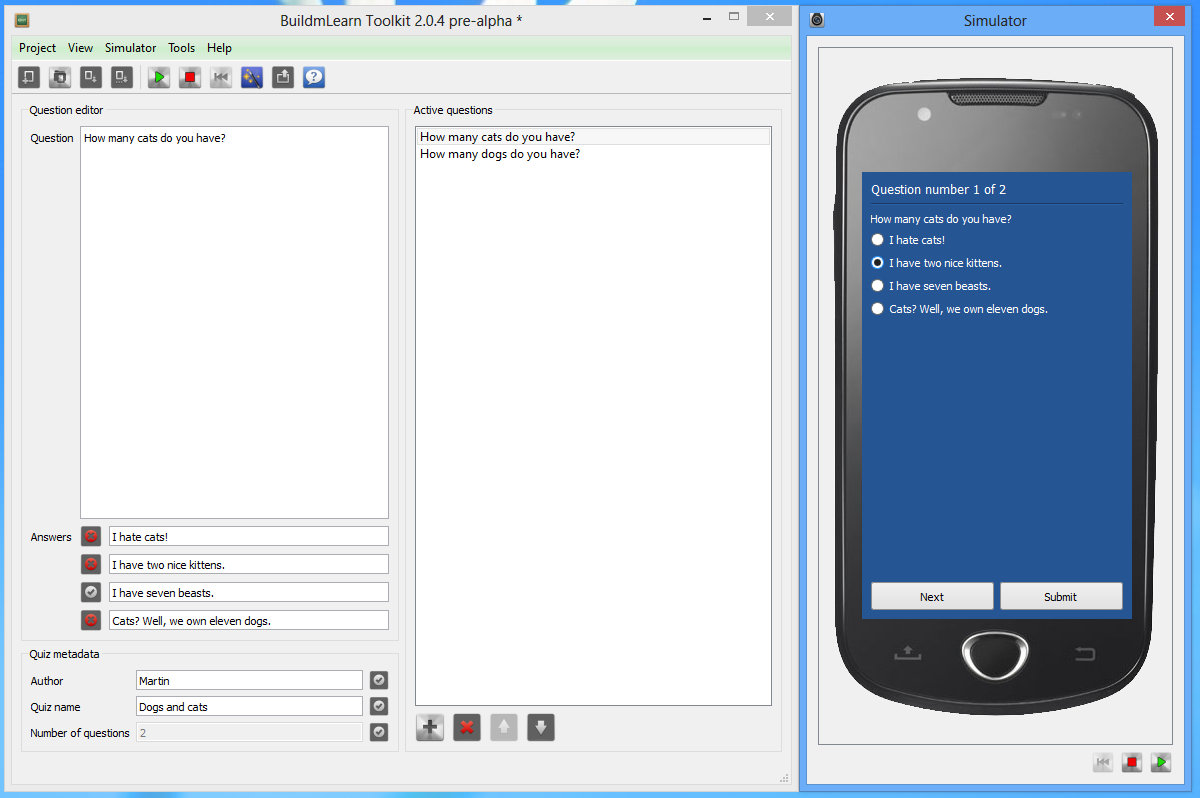 BuildmLearn Toolkit 2.0.4 pre-alpha *
Project View Simulator Tools Help
Question editor
Question
How many cats do you have?
Answers
I hate cats!
I have two nice kittens.
I have seven beasts.
Cats? Well, we own eleven dogs.
Quiz metadata
Author Martin
Quiz name Dogs and cats
Number of questions 2
Active questions
How many cats do you have?
How many dogs do you have?
Simulator
Question number 1 of 2
How many cats do you have?
I hate cats!
I have two nice kittens.
I have seven beasts.
Cats? Well, we own eleven dogs.
Next Submit